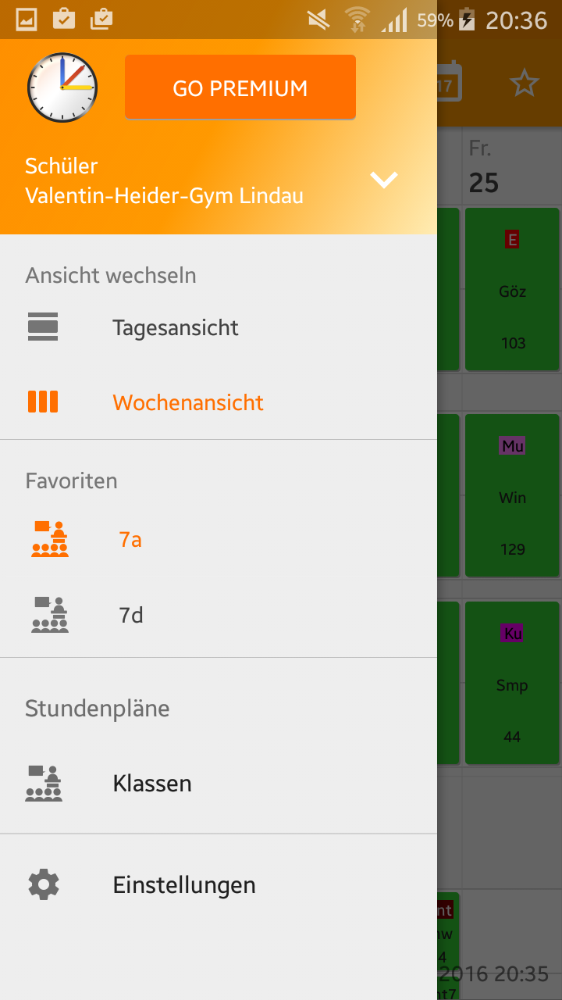 59% 20:36
GO PREMIUM
17
Schüler
Valentin-Heider-Gym Lindau
Fr.
25
Ansicht wechseln
Tagesansicht
Wochenansicht
Favoriten
7a
7d
Stundenpläne
Klassen
Einstellungen
E
Göz
103
Mu
Win
129
Ku
Smp
44
nt
4
2016 20:35
nt7